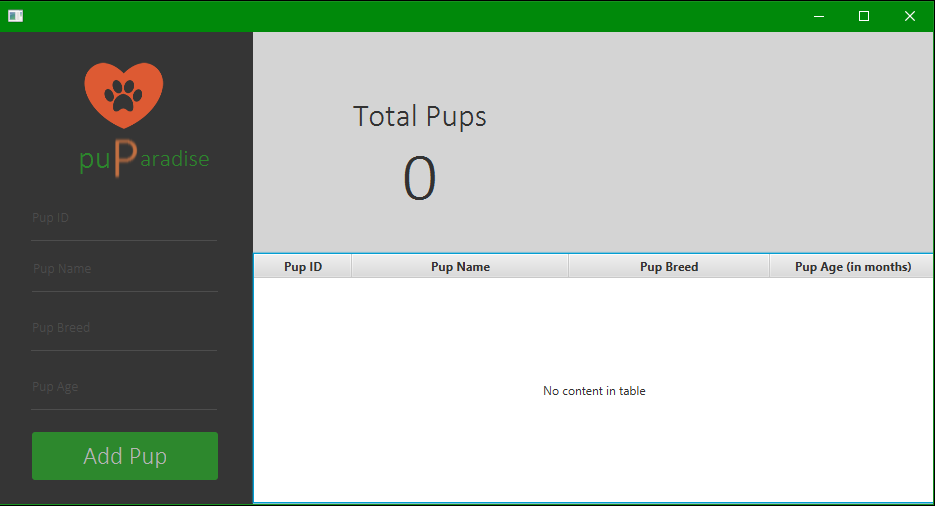 puParadise
Pup ID
Pup Name
Pup Breed
Pup Age
Add Pup
Total Pups
0
Pup ID Pup Name Pup Breed Pup Age (in months)
No content in table